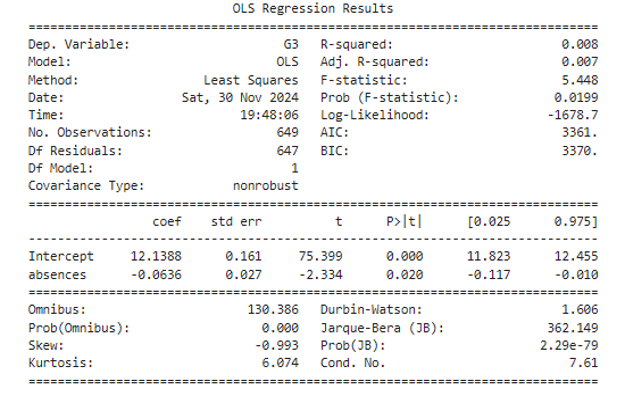 OLS Regression Results
==============================================================================
Dep. Variable: G3 R-squared: 0.008
Model: OLS Adj. R-squared: 0.007
Method: Least Squares F-statistic: 5.448
Date: Sat, 30 Nov 2024 Prob (F-statistic): 0.0199
Time: 19:48:06 Log-Likelihood: -1678.7
No. Observations: 649 AIC: 3361.
Df Residuals: 647 BIC: 3370.
Df Model: 1
Covariance Type: nonrobust
==============================================================================
coef std err t P>|t| [0.025 0.975]
------------------------------------------------------------------------------
Intercept 12.1388 0.161 75.399 0.000 11.823 12.455
absences -0.0636 0.027 -2.334 0.020 -0.117 -0.010
==============================================================================
Omnibus: 130.386 Durbin-Watson: 1.606
Prob(Omnibus): 0.000 Jarque-Bera (JB): 362.149
Skew: -0.993 Prob(JB): 2.29e-79
Kurtosis: 6.074 Cond. No. 7.61
==============================================================================